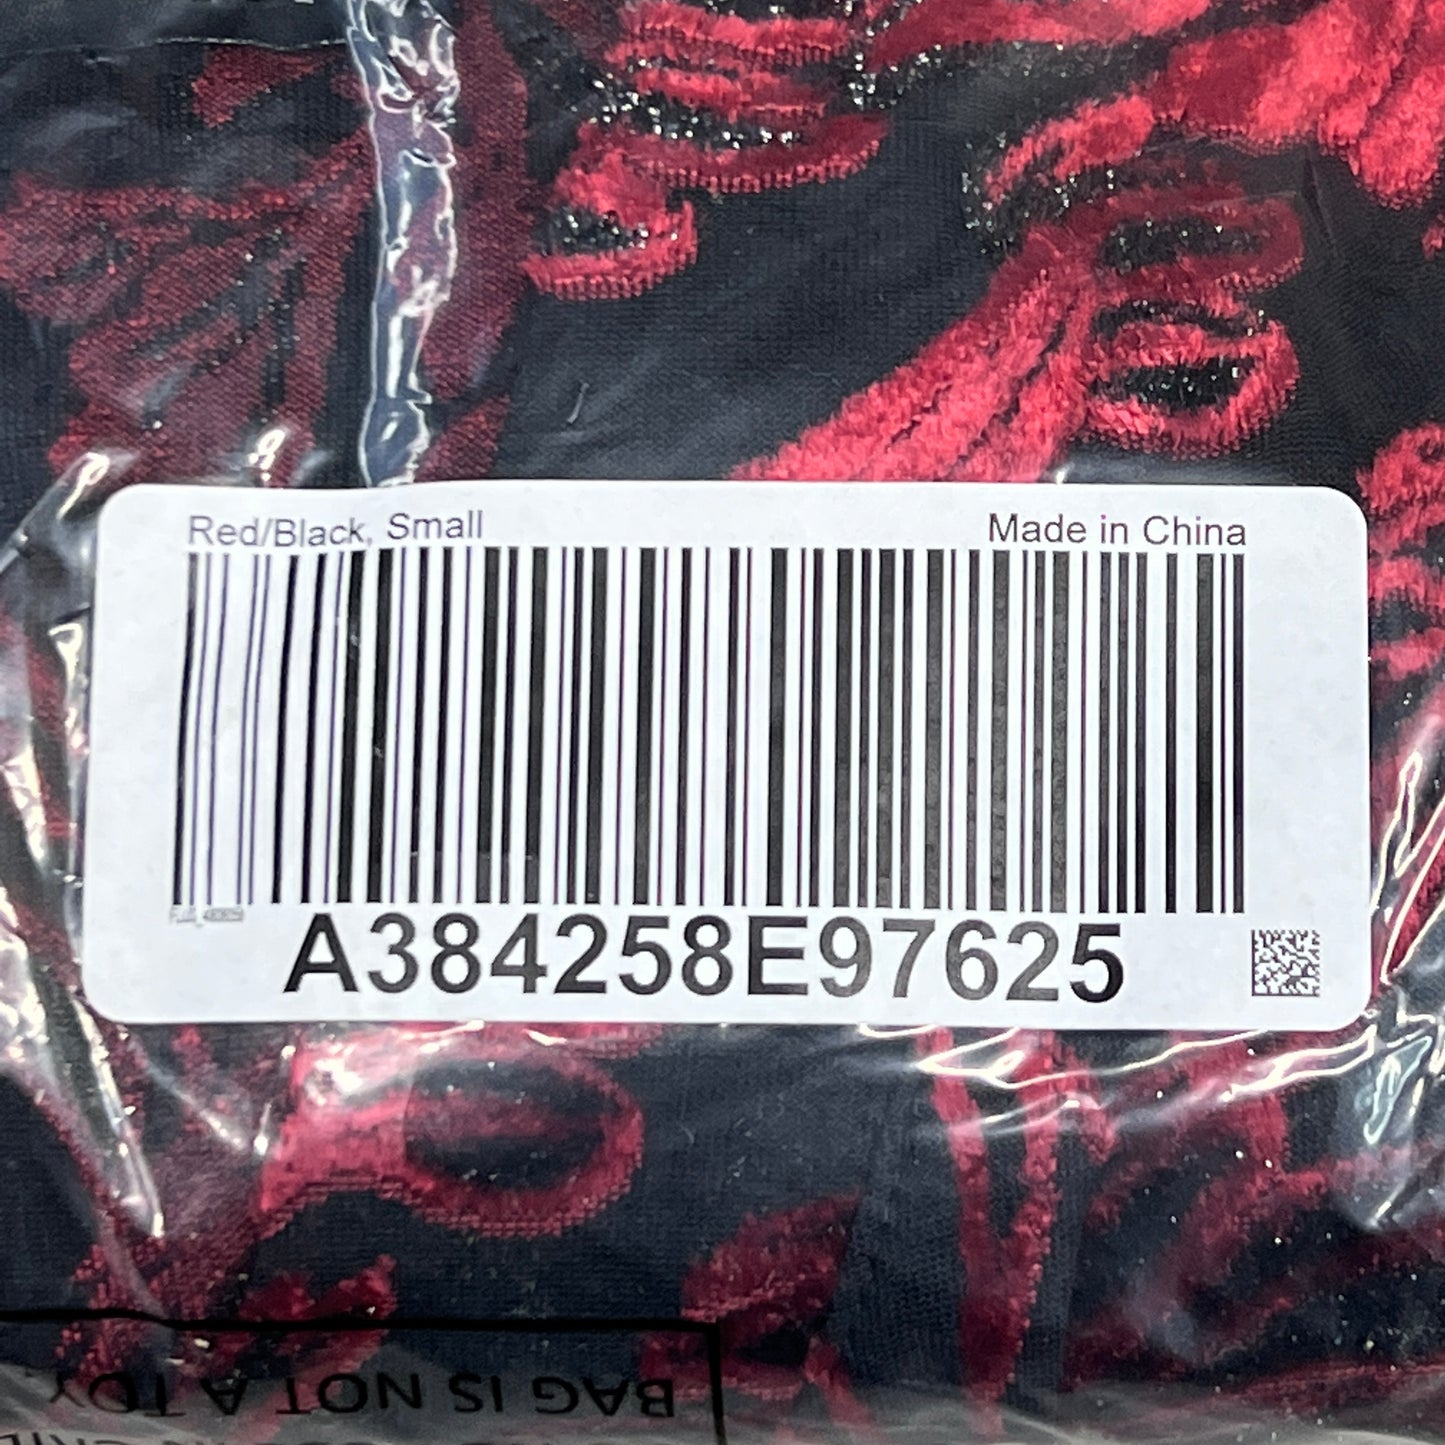 Red/Black, Small
Made in China
A384258E97625
BAG IS NOT A TOY.